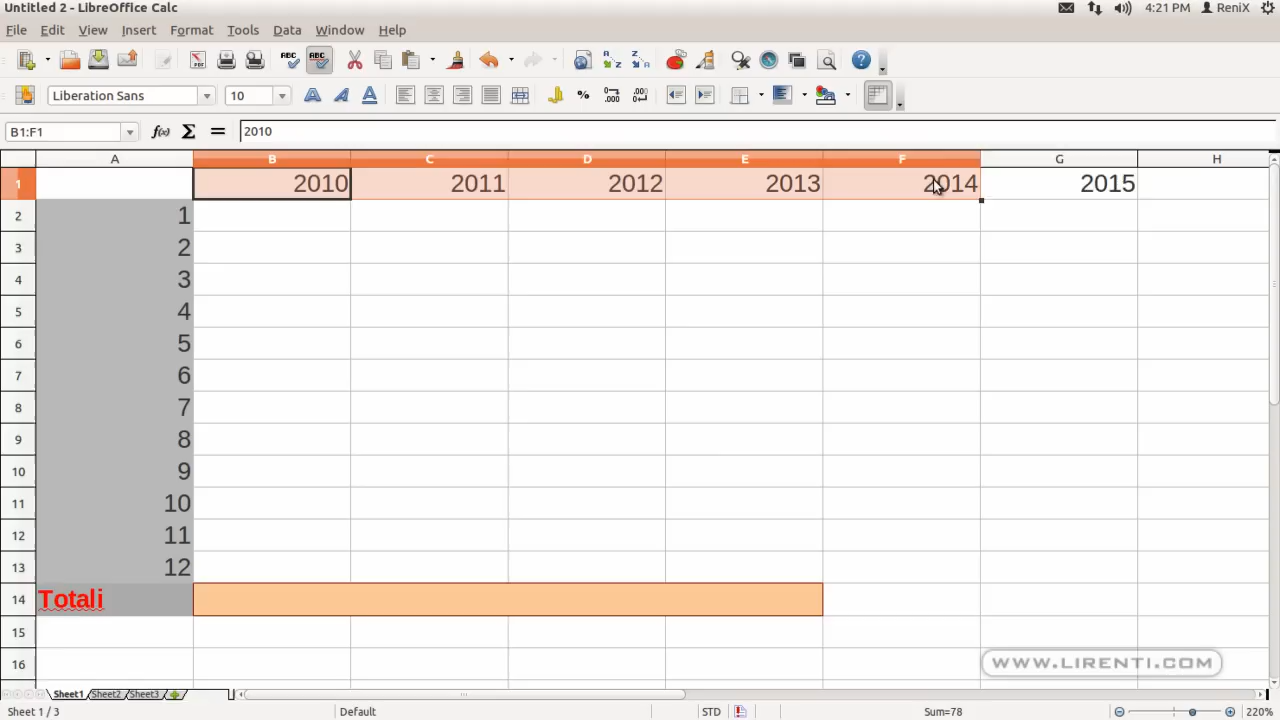 Untitled 2 - LibreOffice Calc
4:21 PM
ReniX
File Edit View Insert Format Tools Data Window Help
Liberation Sans
10
B1:F1
2010
A B C D E F G H
1 2010 2011 2012 2013 2014 2015
2 1
3 2
4 3
5 4
6 5
7 6
8 7
9 8
10 9
11 10
12 11
13 12
14 Totali
15
16
WWW.LIRENTI.COM
Sheet1 Sheet2 Sheet3
Sheet 1 / 3 Default STD Sum=78 220%